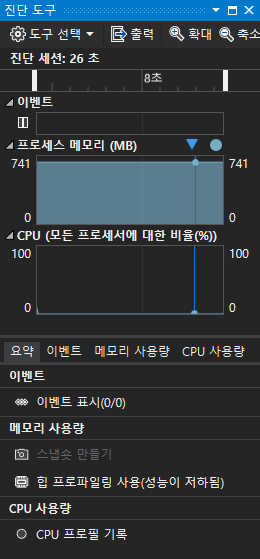 진단 도구
도구 선택 출력 확대 축소
진단 세션: 26 초
8초
이벤트
프로세스 메모리 (MB)
741 741
0 0
CPU (모든 프로세서에 대한 비율(%))
100 100
0 0
요약 이벤트 메모리 사용량 CPU 사용량
이벤트
이벤트 표시(0/0)
메모리 사용량
스냅숏 만들기
힙 프로파일링 사용(성능이 저하됨)
CPU 사용량
CPU 프로필 기록